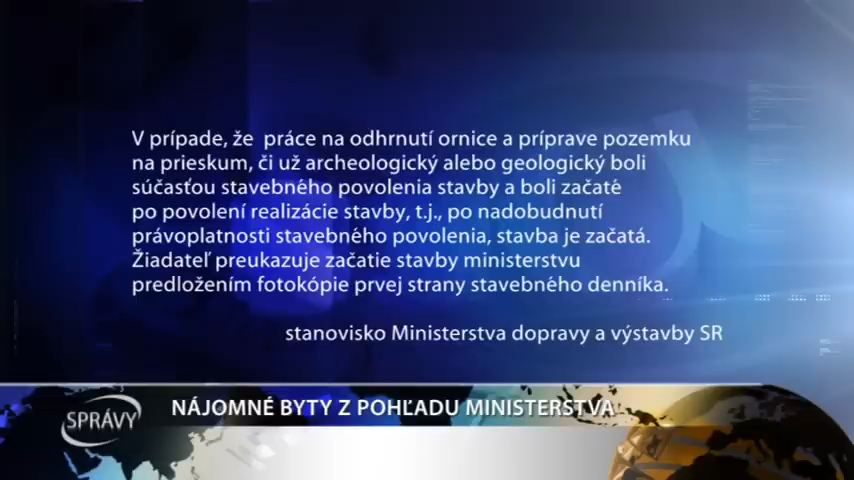 V prípade, že  práce na odhrnutí ornice a príprave pozemku
na prieskum, či už archeologický alebo geologický boli
súčasťou stavebného povolenia stavby a boli začaté
po povolení realizácie stavby, t.j., po nadobudnutí
právoplatnosti stavebného povolenia, stavba je začatá.
Žiadateľ preukazuje začatie stavby ministerstvu
predložením fotokópie prvej strany stavebného denníka.
stanovisko Ministerstva dopravy a výstavby SR
SPRÁVY
NÁJOMNÉ BYTY Z POHĽADU MINISTERSTVA